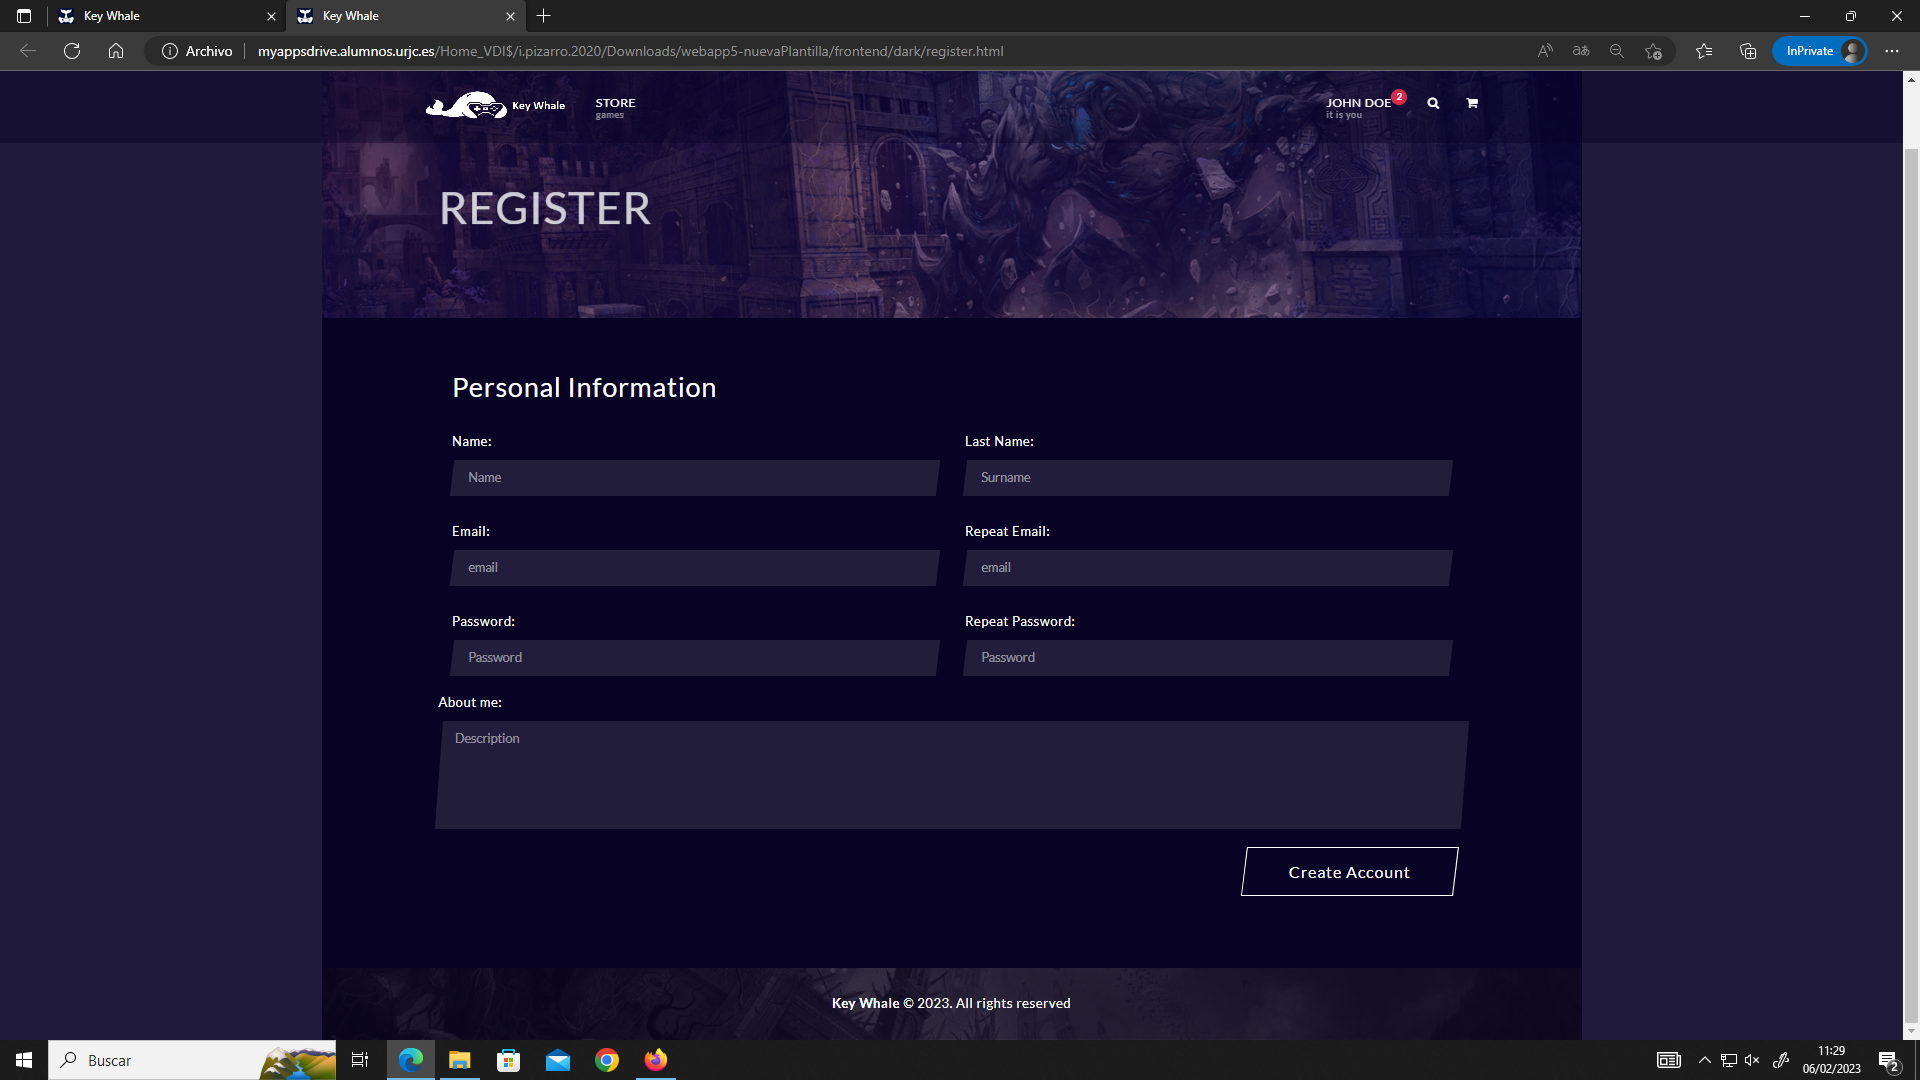 Key Whale
Key Whale
Archivo
myappsdrive.alumnos.urjc.es/Home_VDI$/i.pizarro.2020/Downloads/webapp5-nuevaPlantilla/frontend/dark/register.html
InPrivate
Key Whale
STORE
games
JOHN DOE 2
it is you
REGISTER
Personal Information
Name:
Last Name:
Name
Surname
Email:
Repeat Email:
email
email
Password:
Repeat Password:
Password
Password
About me:
Description
Create Account
Key Whale © 2023. All rights reserved
Buscar
11:29
06/02/2023
2